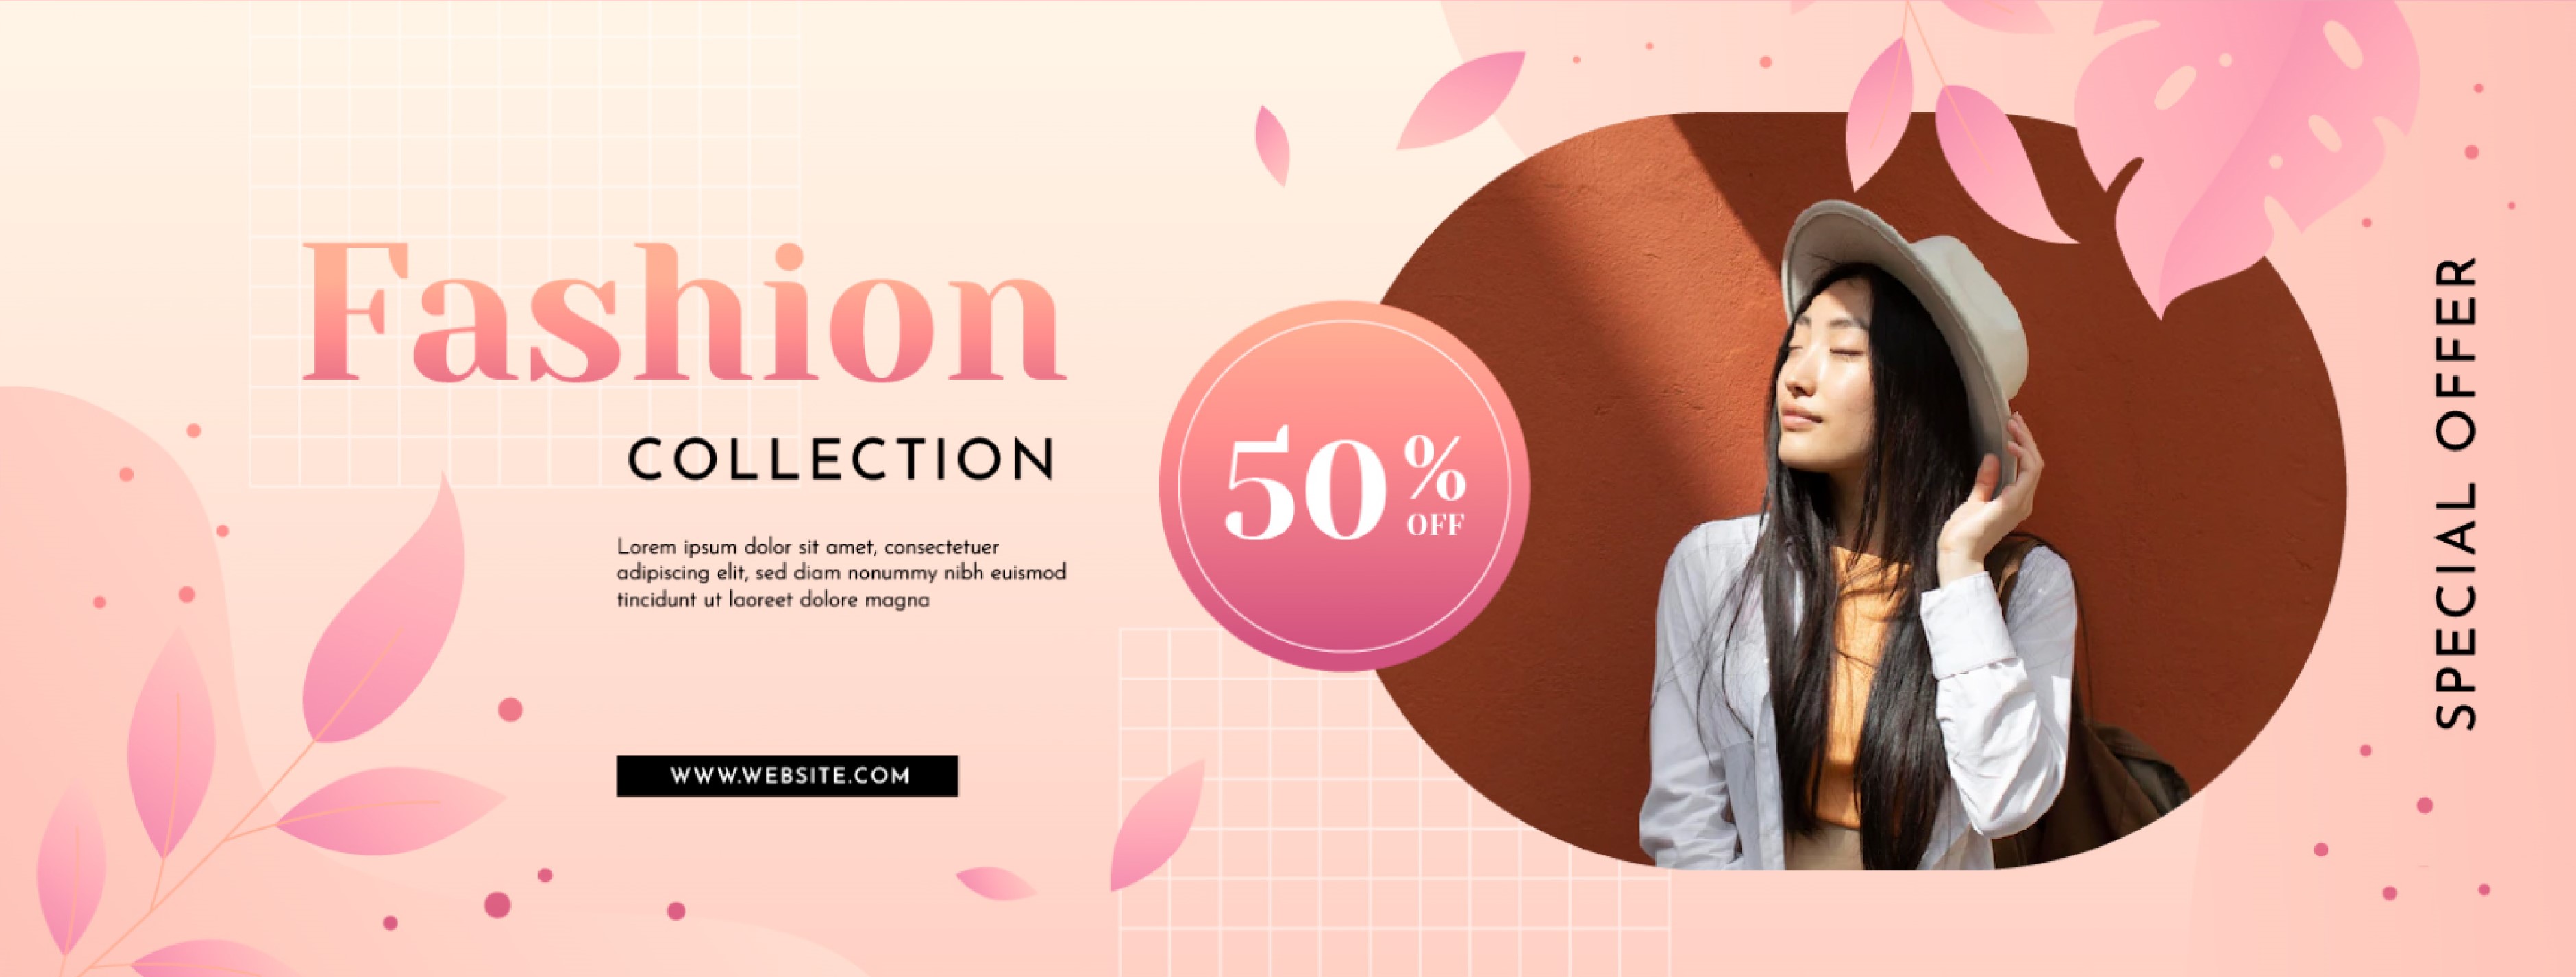 Fashion
COLLECTION
Lorem ipsum dolor sit amet, consectetuer
adipiscing elit, sed diam nonummy nibh euismod
tincidunt ut laoreet dolore magna
WWW.WEBSITE.COM
50%
OFF
SPECIAL OFFER